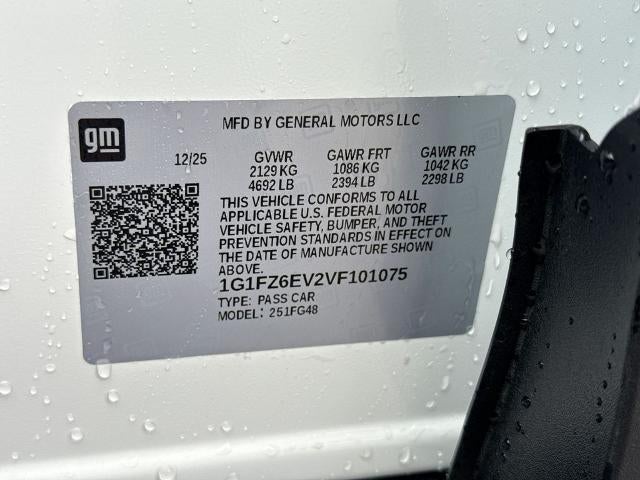 gm
MFD BY GENERAL MOTORS LLC
12/25 GVWR GAWR FRT GAWR RR
2129 KG 1086 KG 1042 KG
4692 LB 2394 LB 2298 LB
THIS VEHICLE CONFORMS TO ALL
APPLICABLE U.S. FEDERAL MOTOR
VEHICLE SAFETY, BUMPER, AND THEFT
PREVENTION STANDARDS IN EFFECT ON
THE DATE OF MANUFACTURE SHOWN
ABOVE.
1G1FZ6EV2VF101075
TYPE: PASS CAR
MODEL: 251FG48